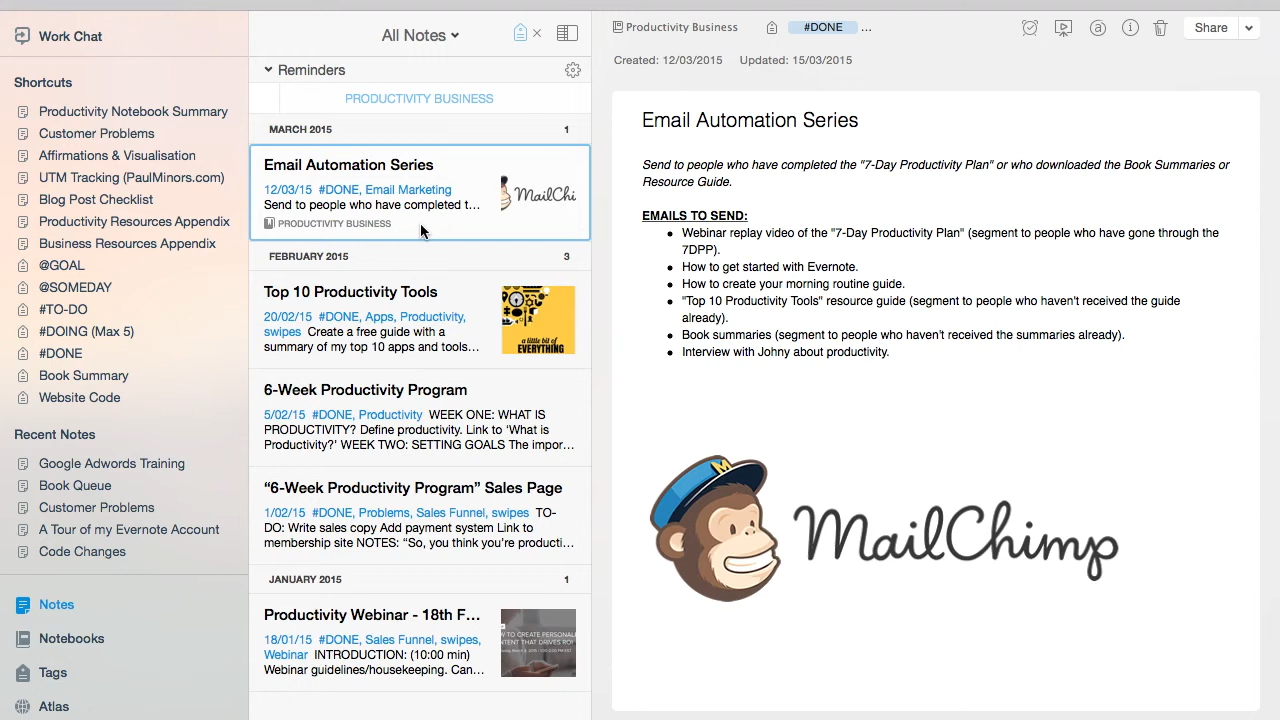 Work Chat
Shortcuts
Productivity Notebook Summary
Customer Problems
Affirmations & Visualisation
UTM Tracking (PaulMinors.com)
Blog Post Checklist
Productivity Resources Appendix
Business Resources Appendix
@GOAL
@SOMEDAY
#TO-DO
#DOING (Max 5)
#DONE
Book Summary
Website Code
Recent Notes
Google Adwords Training
Book Queue
Customer Problems
A Tour of my Evernote Account
Code Changes
Notes
Notebooks
Tags
Atlas
All Notes
Reminders
PRODUCTIVITY BUSINESS
MARCH 2015 1
Email Automation Series
12/03/15 #DONE, Email Marketing
Send to people who have completed t...
PRODUCTIVITY BUSINESS
MailChi
FEBRUARY 2015 3
Top 10 Productivity Tools
20/02/15 #DONE, Apps, Productivity,
swipes Create a free guide with a
summary of my top 10 apps and tools...
a little bit of
EVERYTHING
6-Week Productivity Program
5/02/15 #DONE, Productivity WEEK ONE: WHAT IS
PRODUCTIVITY? Define productivity. Link to ‘What is
Productivity?’ WEEK TWO: SETTING GOALS The impor...
“6-Week Productivity Program” Sales Page
1/02/15 #DONE, Problems, Sales Funnel, swipes TO-
DO: Write sales copy Add payment system Link to
membership site NOTES: “So, you think you’re producti...
JANUARY 2015 1
Productivity Webinar - 18th F...
18/01/15 #DONE, Sales Funnel, swipes,
Webinar INTRODUCTION: (10:00 min)
Webinar guidelines/housekeeping. Can...
W TO CREATE PERSONALI
NTENT THAT DRIVES ROI
Productivity Business #DONE ...
Share
Created: 12/03/2015 Updated: 15/03/2015
Email Automation Series
Send to people who have completed the "7-Day Productivity Plan" or who downloaded the Book Summaries or
Resource Guide.
EMAILS TO SEND:
• Webinar replay video of the "7-Day Productivity Plan" (segment to people who have gone through the
7DPP).
• How to get started with Evernote.
• How to create your morning routine guide.
• "Top 10 Productivity Tools" resource guide (segment to people who haven't received the guide
already).
• Book summaries (segment to people who haven't received the summaries already).
• Interview with Johny about productivity.
MailChimp